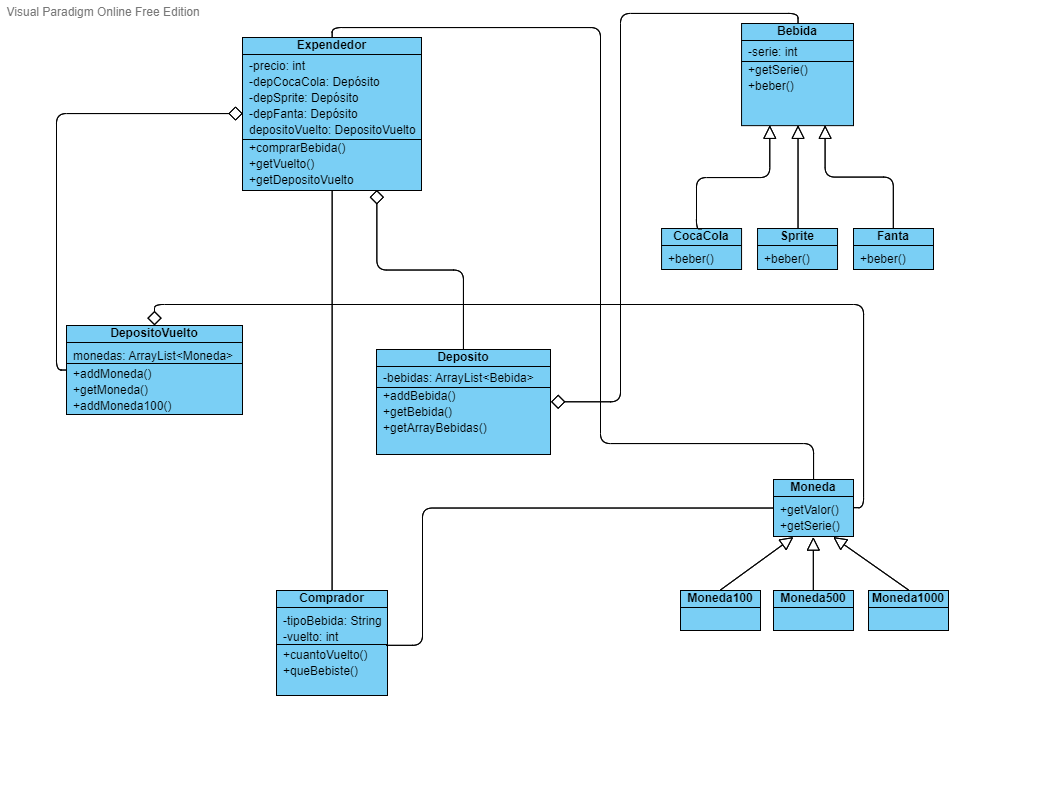 Visual Paradigm Online Free Edition
Expendedor
-precio: int
-depCocaCola: Depósito
-depSprite: Depósito
-depFanta: Depósito
depositoVuelto: DepositoVuelto
+comprarBebida()
+getVuelto()
+getDepositoVuelto
Bebida
-serie: int
+getSerie()
+beber()
CocaCola
+beber()
Sprite
+beber()
Fanta
+beber()
DepositoVuelto
monedas: ArrayList<Moneda>
+addMoneda()
+getMoneda()
+addMoneda100()
Deposito
-bebidas: ArrayList<Bebida>
+addBebida()
+getBebida()
+getArrayBebidas()
Moneda
+getValor()
+getSerie()
Moneda100
Moneda500
Moneda1000
Comprador
-tipoBebida: String
-vuelto: int
+cuantoVuelto()
+queBebiste()